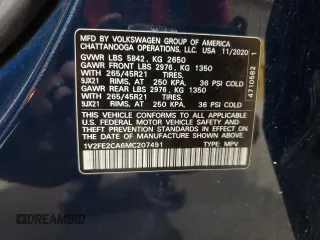 MFD BY VOLKSWAGEN GROUP OF AMERICA
CHATTANOOGA OPERATIONS, LLC. USA 11/2020
GVWR LBS 5842, KG 2650
GAWR FRONT LBS 2976, KG 1350
WITH 265/45R21 TIRES,
9JX21 RIMS, AT 250 KPA, 36 PSI COLD
GAWR REAR LBS 2976, KG 1350
WITH 265/45R21 TIRES,
9JX21 RIMS, AT 250 KPA, 36 PSI COLD
THIS VEHICLE CONFORMS TO ALL APPLICABLE
FEDERAL MOTOR VEHICLE SAFETY AND
THEFT PREVENTION STANDARDS IN EFFECT ON
THE DATE OF MANUFACTURE SHOWN ABOVE.
1V2FE2CA6MC207491 TYPE: MPV
4710682 1
© DEAR BIDDER